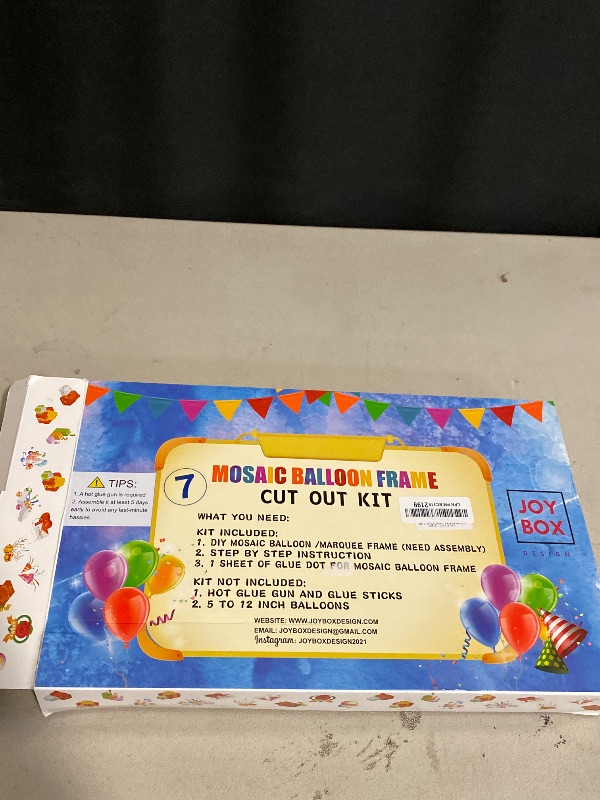 7
MOSAIC BALLOON FRAME
CUT OUT KIT
WHAT YOU NEED:
KIT INCLUDED:
1. DIY MOSAIC BALLOON /MARQUEE FRAME (NEED ASSEMBLY)
2. STEP BY STEP INSTRUCTION
3. 1 SHEET OF GLUE DOT FOR MOSAIC BALLOON FRAME
KIT NOT INCLUDED:
1. HOT GLUE GUN AND GLUE STICKS
2. 5 TO 12 INCH BALLOONS
WEBSITE: WWW.JOYBOXDESIGN.COM
EMAIL: JOYBOXDESIGN@GMAIL.COM
Instagram: JOYBOXDESIGN2021
TIPS:
1. A hot glue gun is required
2. Assemble it at least 5 days
early to avoid any last-minute
hassles.
JOY
BOX
DESIGN